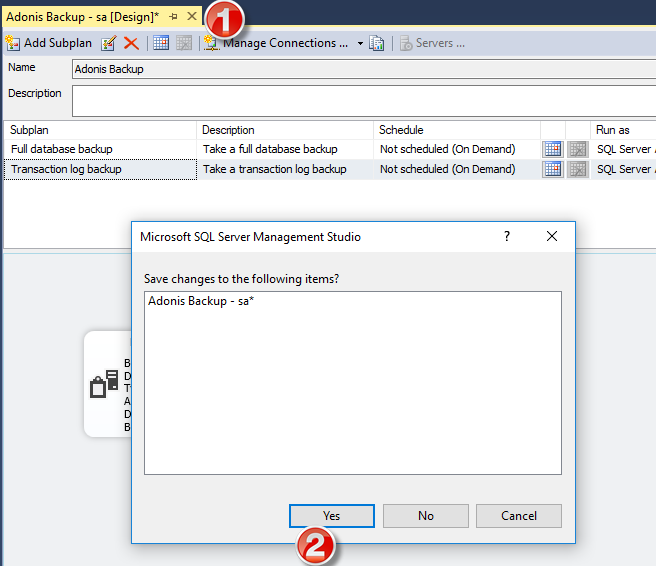 Adonis Backup - sa [Design]*
1
Add Subplan Manage Connections ... Servers ...
Name Adonis Backup
Description
Subplan Description Schedule Run as
Full database backup Take a full database backup Not scheduled (On Demand) SQL Server
Transaction log backup Take a transaction log backup Not scheduled (On Demand) SQL Server
Microsoft SQL Server Management Studio ?
Save changes to the following items?
Adonis Backup - sa*
B
D
T
A
D
B
Yes No Cancel
2